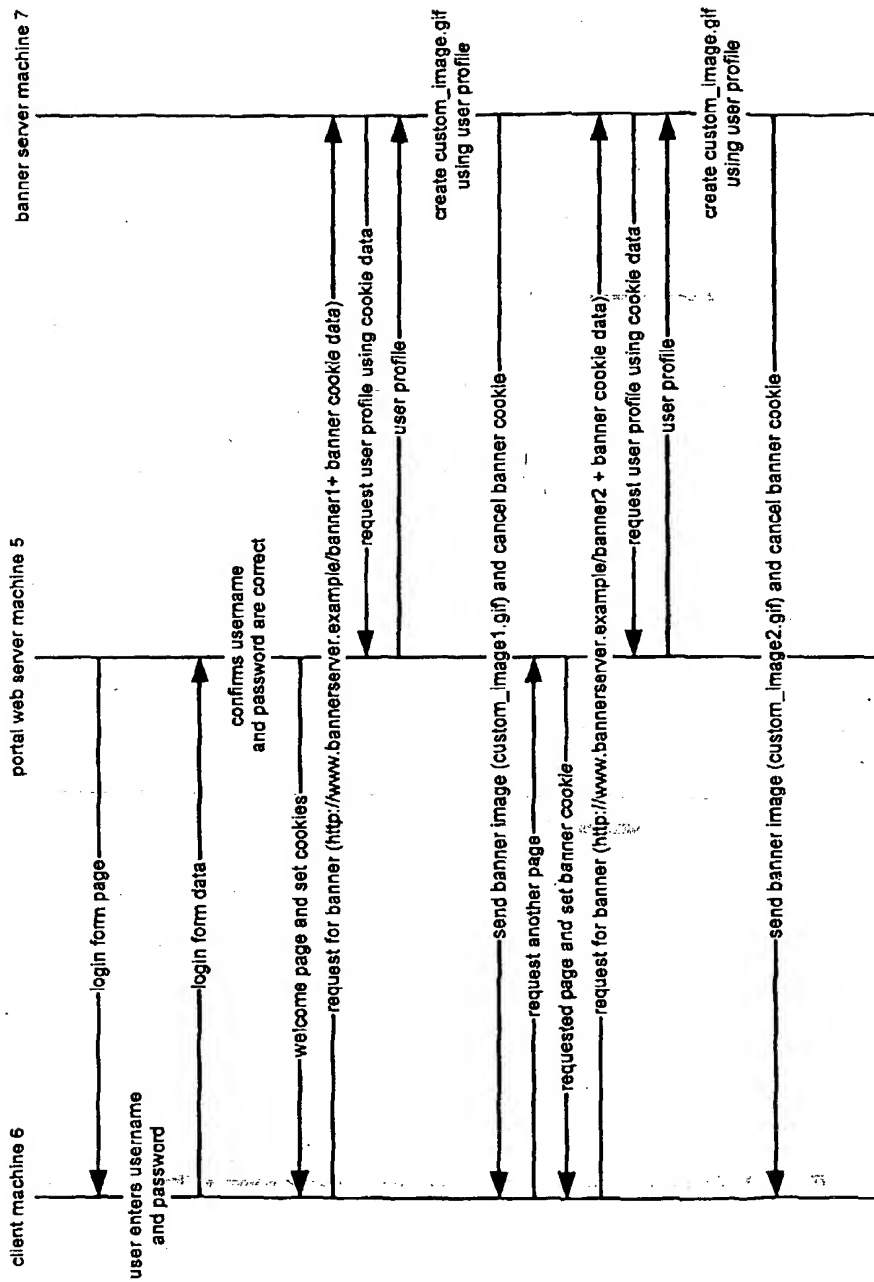 client machine 6
portal web server machine 5
banner server machine 7
login form page
user enters username
and password
login form data
confirms username
and password are correct
welcome page and set cookies
request for banner (http://www.bannerserver.example/banner1+ banner cookie data)
request user profile using cookie data
user profile
create custom_image.gif
using user profile
send banner image (custom_image1.gif) and cancel banner cookie
request another page
requested page and set banner cookie
request for banner (http://www.bannerserver.example/banner2 + banner cookie data)
request user profile using cookie data
user profile
create custom_image.gif
using user profile
send banner image (custom_image2.gif) and cancel banner cookie